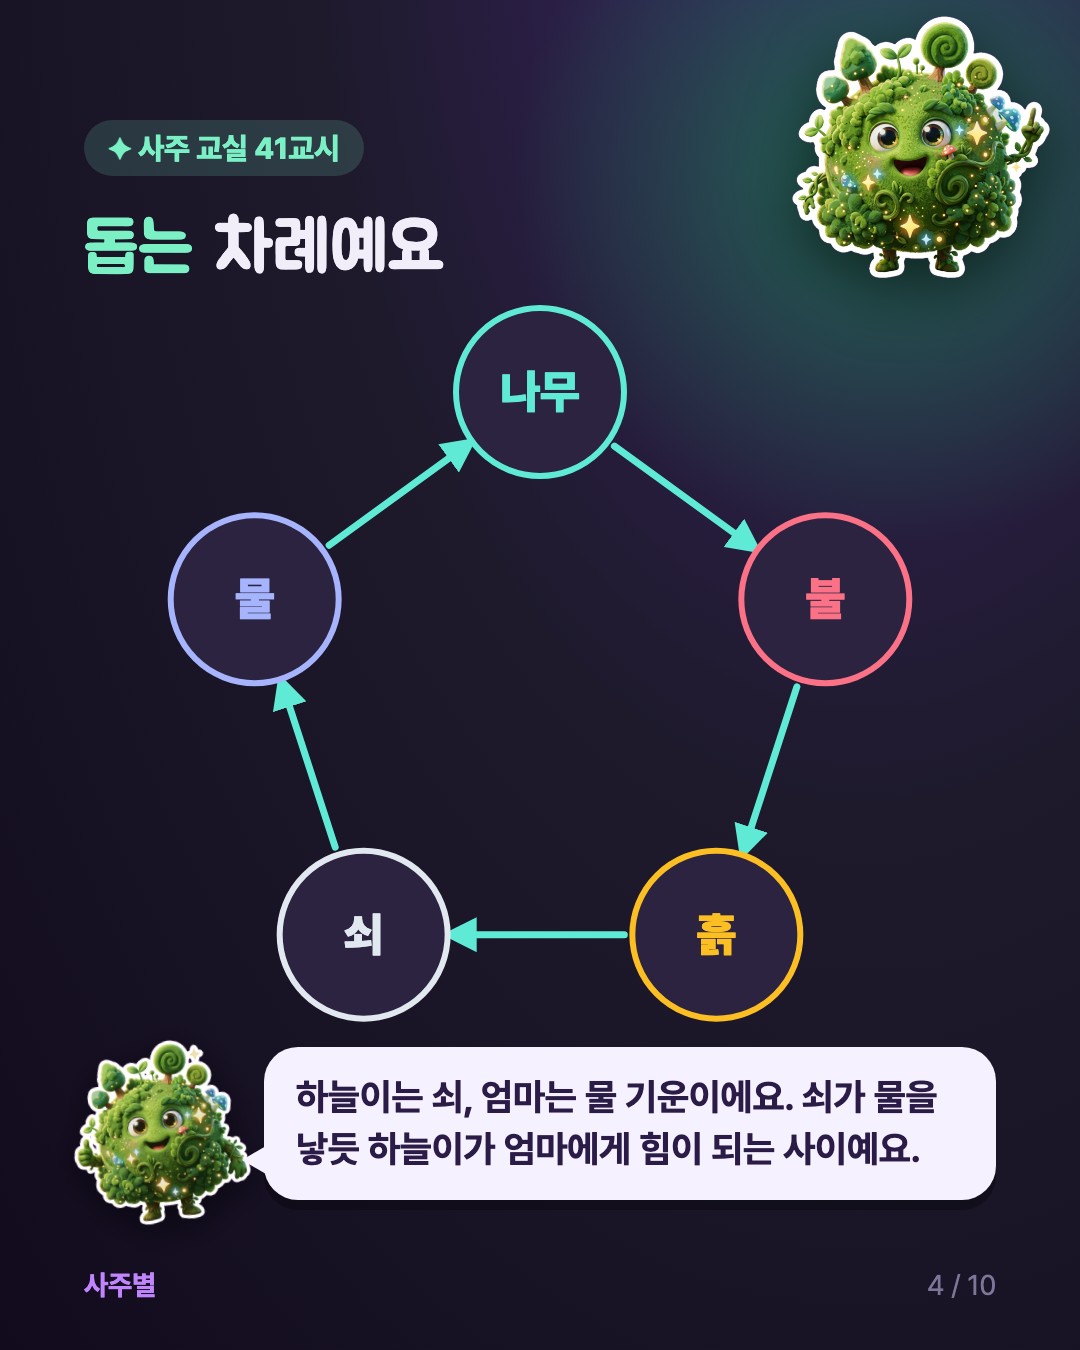 사주 교실 41교시
돕는 차례예요
나무
물
불
쇠
흙
하늘이는 쇠, 엄마는 물 기운이에요. 쇠가 물을
낳듯 하늘이가 엄마에게 힘이 되는 사이예요.
사주별
4 / 10